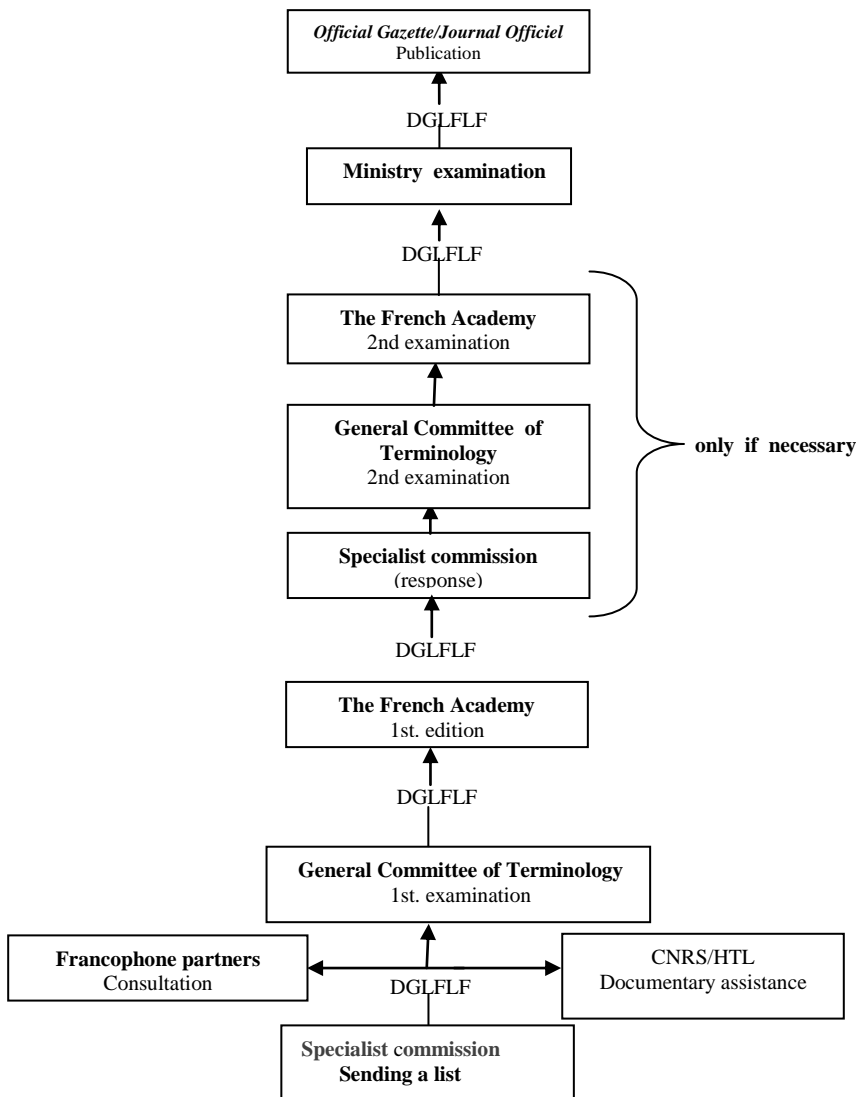 Official Gazette/Journal Officiel
Publication
DGLFLF
Ministry examination
DGLFLF
The French Academy
2nd examination
General Committee of
Terminology
2nd examination
only if necessary
Specialist commission
(response)
DGLFLF
The French Academy
1st. edition
DGLFLF
General Committee of Terminology
1st. examination
Francophone partners
Consultation
CNRS/HTL
Documentary assistance
DGLFLF
Specialist commission
Sending a list